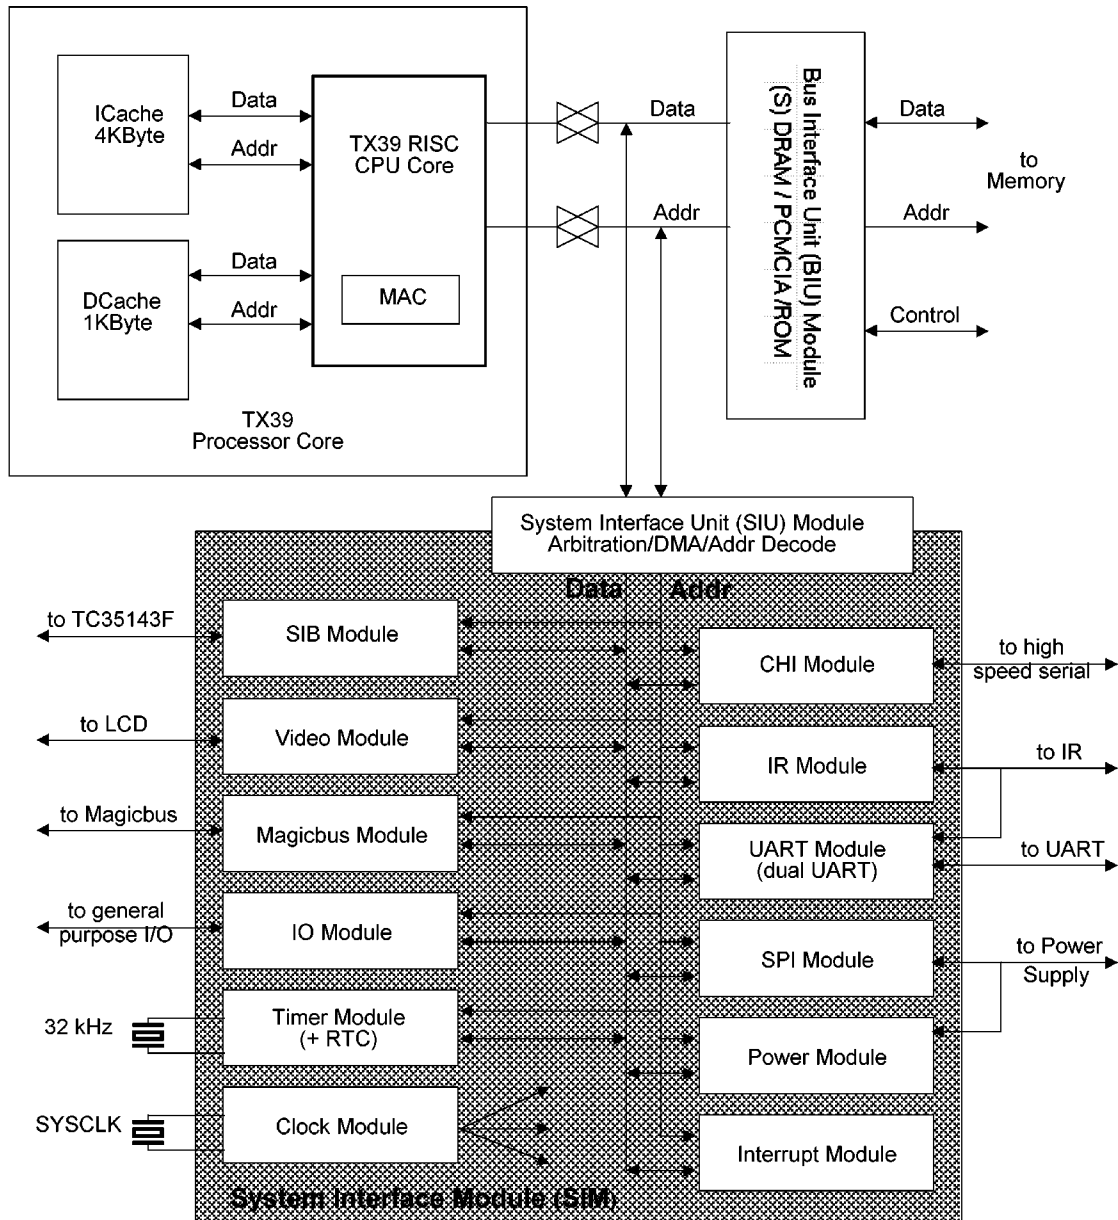 ICache
4KByte
Data
Addr
TX39 RISC
CPU Core
MAC
DCache
1KByte
Data
Addr
TX39
Processor Core
Data
Addr
Bus Interface Unit (BIU) Module
(S) DRAM / PCMCIA /ROM
Data
to
Memory
Addr
Control
System Interface Unit (SIU) Module
Arbitration/DMA/Addr Decode
Data
Addr
to TC35143F
SIB Module
to LCD
Video Module
to Magicbus
Magicbus Module
to general
purpose I/O
IO Module
32 kHz
Timer Module
(+ RTC)
SYSCLK
Clock Module
CHI Module
to high
speed serial
IR Module
to IR
UART Module
(dual UART)
to UART
SPI Module
to Power
Supply
Power Module
Interrupt Module
System Interface Module (SIM)